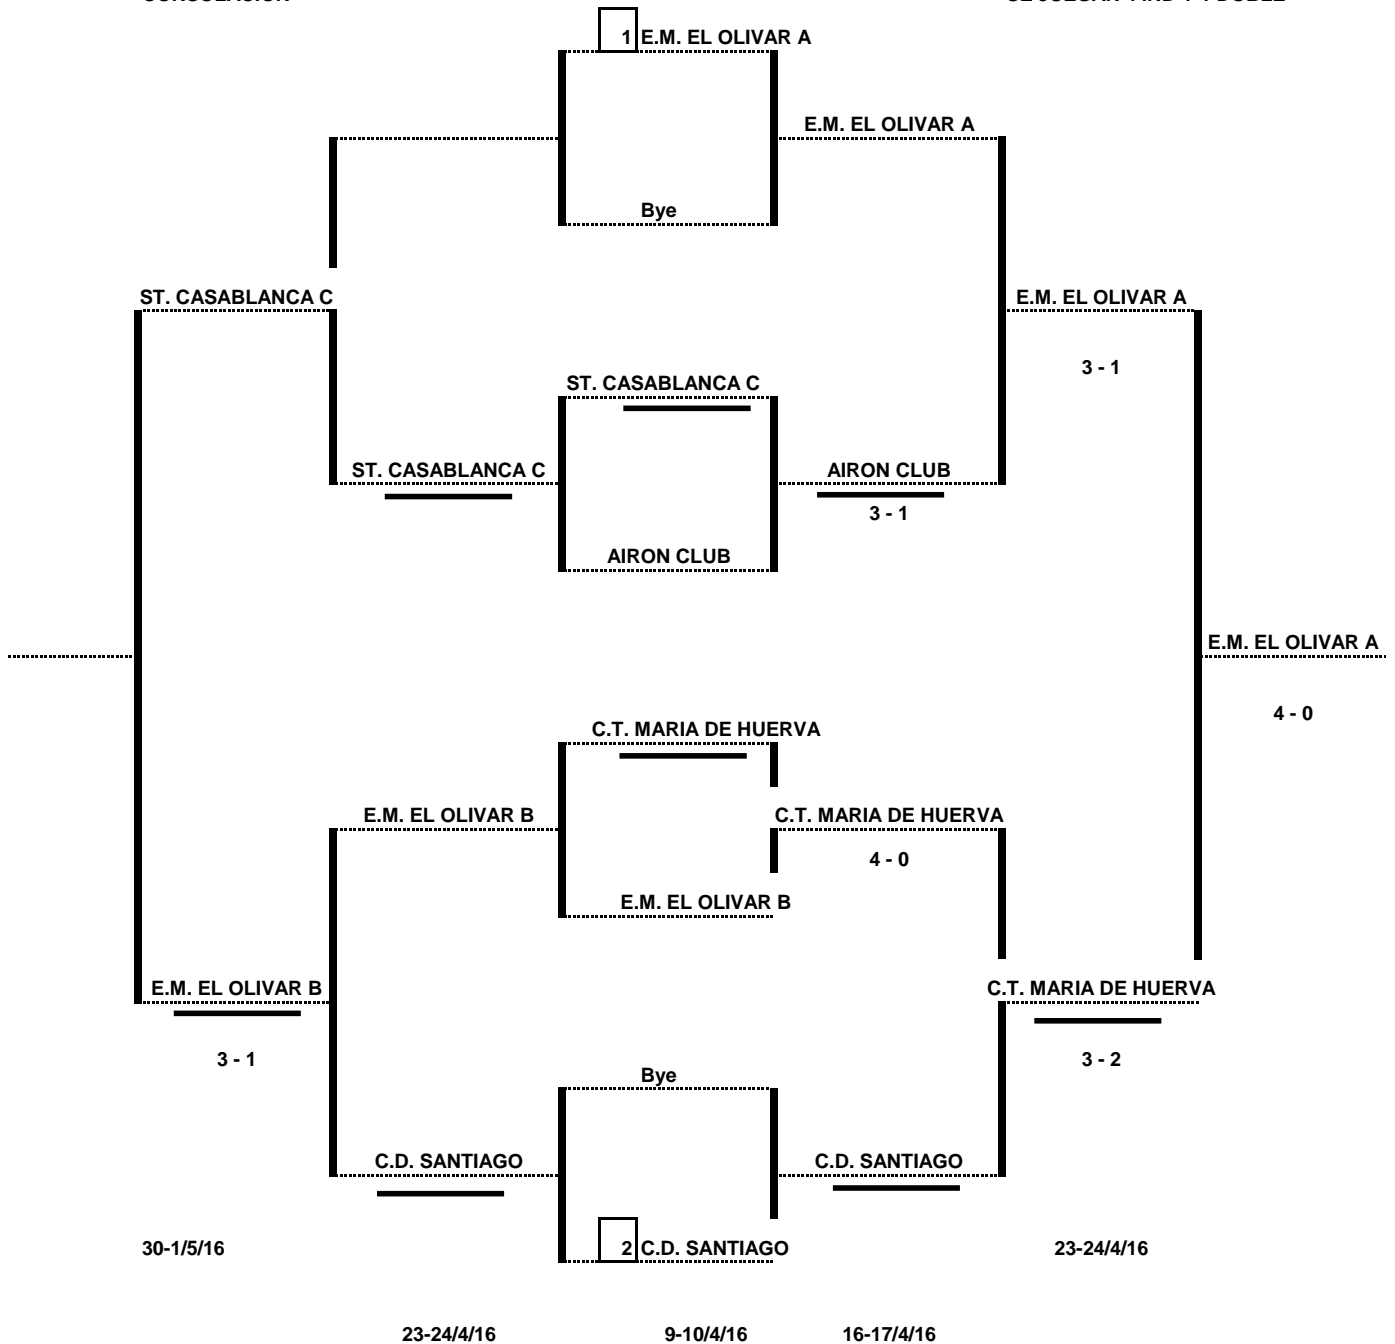 1 E.M. EL OLIVAR A
E.M. EL OLIVAR A
Bye
ST. CASABLANCA C
E.M. EL OLIVAR A
3 - 1
ST. CASABLANCA C
ST. CASABLANCA C
AIRON CLUB
3 - 1
AIRON CLUB
E.M. EL OLIVAR A
4 - 0
C.T. MARIA DE HUERVA
E.M. EL OLIVAR B
C.T. MARIA DE HUERVA
4 - 0
E.M. EL OLIVAR B
E.M. EL OLIVAR B
C.T. MARIA DE HUERVA
3 - 1
3 - 2
Bye
C.D. SANTIAGO
C.D. SANTIAGO
30-1/5/16
2 C.D. SANTIAGO
23-24/4/16
23-24/4/16
9-10/4/16
16-17/4/16